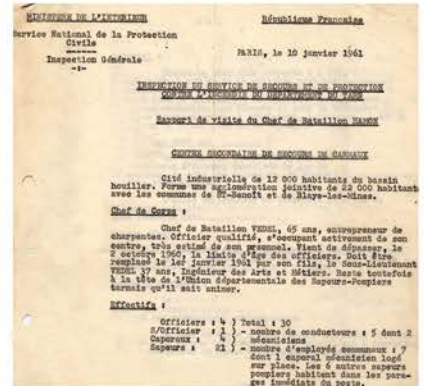 MINISTERE DE L'INTERIEUR
République Française
Service National de la Protection
Civile
Inspection Générale
PARIS, le 10 janvier 1961
INSPECTION DU SERVICE DE SECOURS ET DE PROTECTION
CONTRE L'INCENDIE DU DEPARTEMENT DU TARN
Rapport de visite du Chef de Bataillon HAMON
CENTRE SECONDAIRE DE SECOURS DE CARMAUX
Cité industrielle de 12 000 habitants du bassin
houiller. Forme une agglomération jointive de 22 000 habitants
avec les communes de ST-Benoît et de Blaye-les-Mines.
Chef de Corps :
Chef de Bataillon VEDEL, 65 ans, entrepreneur de
charpentes. Officier qualifié, s'occupant activement de son
centre, très estimé de son personnel. Vient de dépasser, le
2 octobre 1960, la limite d'âge des officiers. Doit être
remplacé le 1er janvier 1961 par son fils, le Sous-Lieutenant
VEDEL 37 ans, Ingénieur des Arts et Métiers. Reste toutefois
à la tête de l'Union départementale des Sapeurs-Pompiers
tarnais qu'il sait animer.
Effectifs :
Officiers : 4 ) Total : 30
S/Officier : 1 ) - nombre de conducteurs : 5 dont 2
Caporaux : 4 ) mécaniciens
Sapeurs : 21 ) - nombre d'employés communaux : 7
dont 1 caporal mécanicien logé
sur place. Les 6 autres sapeurs
pompiers habitent dans les para-
ges immédiats du poste.